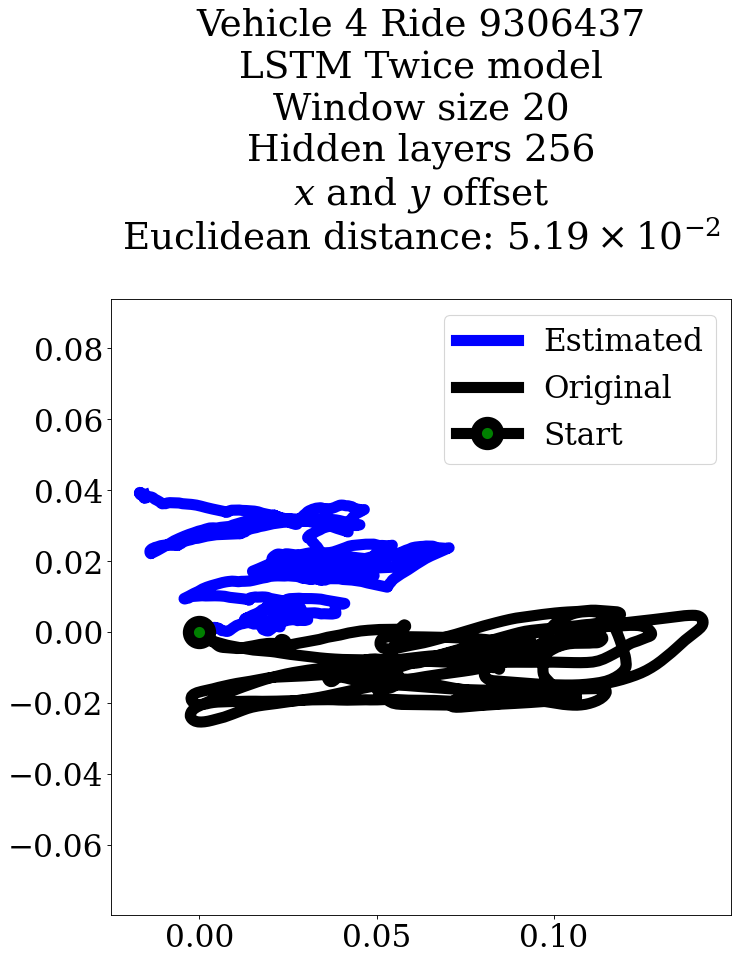 Vehicle 4 Ride 9306437
LSTM Twice model
Window size 20
Hidden layers 256
x and y offset
Euclidean distance: 5.19 × 10⁻²
Estimated
Original
Start
0.08
0.06
0.04
0.02
0.00
−0.02
−0.04
−0.06
0.00 0.05 0.10